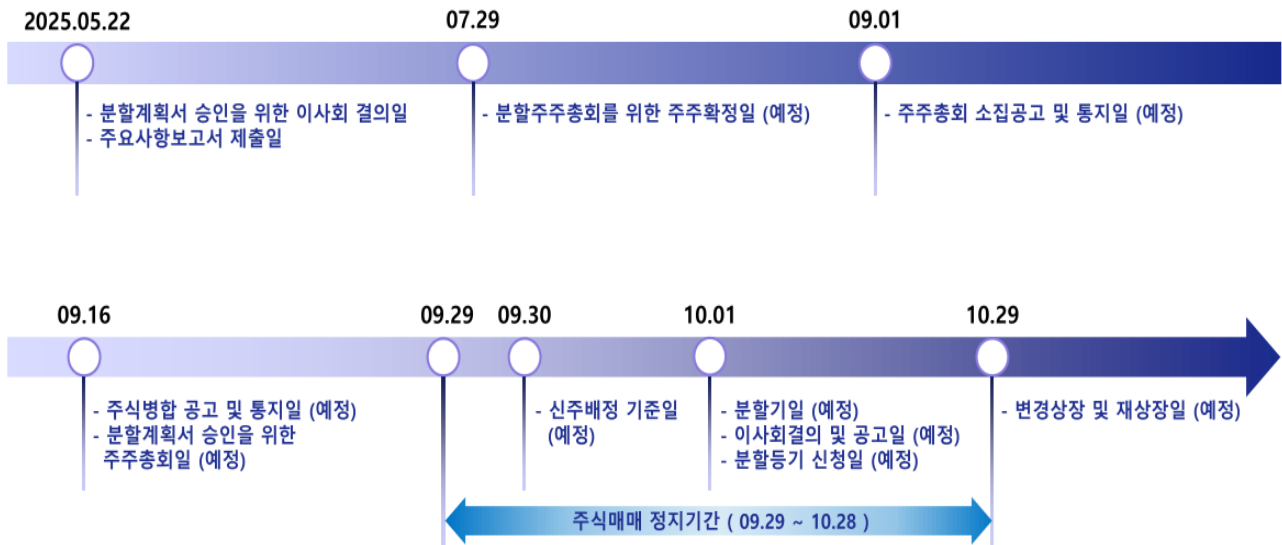 2025.05.22
07.29
09.01
- 분할계획서 승인을 위한 이사회 결의일
- 주요사항보고서 제출일
- 분할주주총회를 위한 주주확정일 (예정)
- 주주총회 소집공고 및 통지일 (예정)
09.16
09.29
09.30
10.01
10.29
- 주식병합 공고 및 통지일 (예정)
- 분할계획서 승인을 위한
주주총회일 (예정)
- 신주배정 기준일
(예정)
- 분할기일 (예정)
- 이사회결의 및 공고일 (예정)
- 분할등기 신청일 (예정)
- 변경상장 및 재상장일 (예정)
주식매매 정지기간 ( 09.29 ~ 10.28 )